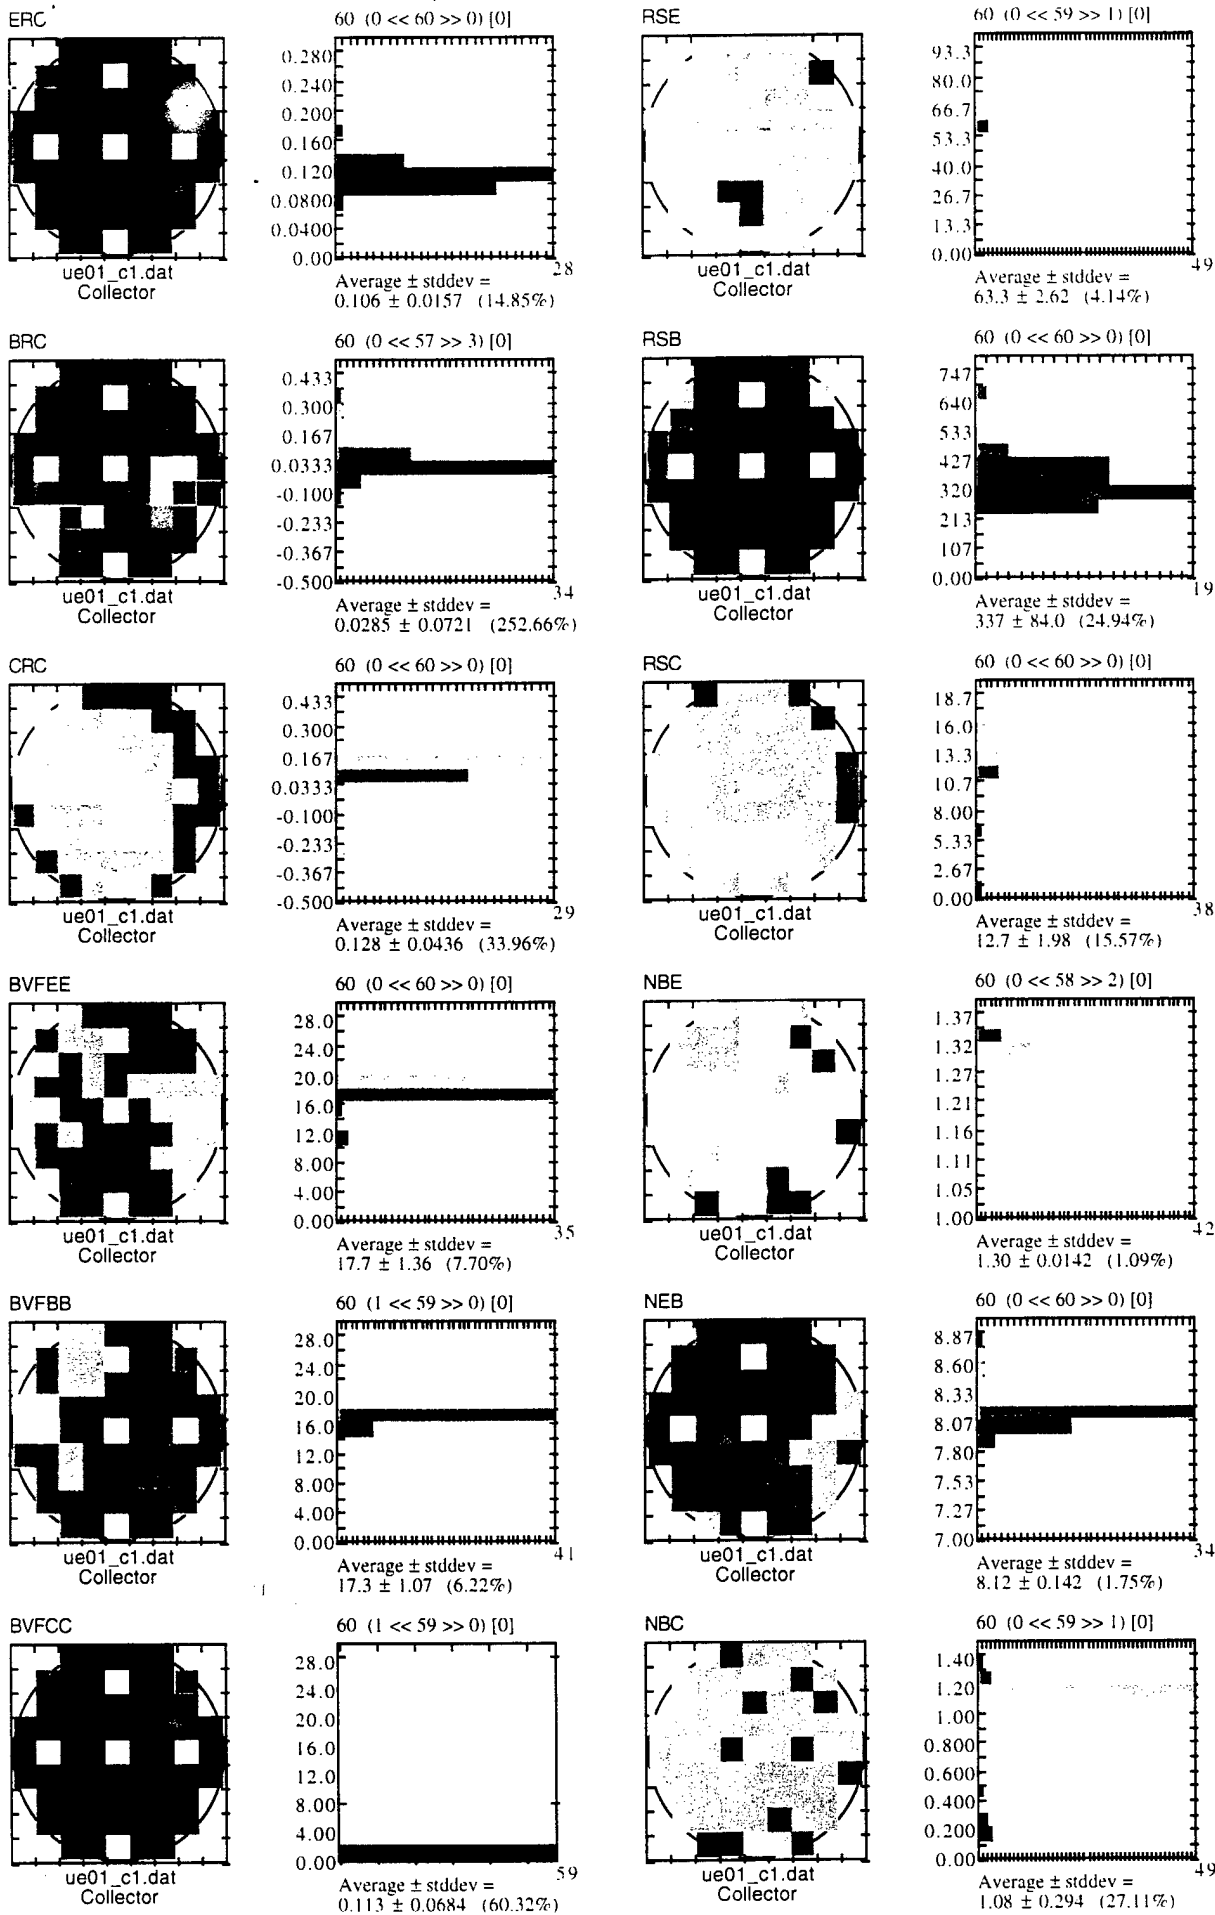 ERC
60 (0 << 60 >> 0) [0]
0.280
0.240
0.200
0.160
0.120
0.0800
0.0400
0.00
28
ue01_c1.dat
Collector
Average ± stddev =
0.106 ± 0.0157 (14.85%)
RSE
60 (0 << 59 >> 1) [0]
93.3
80.0
66.7
53.3
40.0
26.7
13.3
0.00
49
ue01_c1.dat
Collector
Average ± stddev =
63.3 ± 2.62 (4.14%)
BRC
60 (0 << 57 >> 3) [0]
0.433
0.300
0.167
0.0333
-0.100
-0.233
-0.367
-0.500
34
ue01_c1.dat
Collector
Average ± stddev =
0.0285 ± 0.0721 (252.66%)
RSB
60 (0 << 60 >> 0) [0]
747
640
533
427
320
213
107
0.00
19
ue01_c1.dat
Collector
Average ± stddev =
337 ± 84.0 (24.94%)
CRC
60 (0 << 60 >> 0) [0]
0.433
0.300
0.167
0.0333
-0.100
-0.233
-0.367
-0.500
29
ue01_c1.dat
Collector
Average ± stddev =
0.128 ± 0.0436 (33.96%)
RSC
60 (0 << 60 >> 0) [0]
18.7
16.0
13.3
10.7
8.00
5.33
2.67
0.00
38
ue01_c1.dat
Collector
Average ± stddev =
12.7 ± 1.98 (15.57%)
BVFEE
60 (0 << 60 >> 0) [0]
28.0
24.0
20.0
16.0
12.0
8.00
4.00
0.00
35
ue01_c1.dat
Collector
Average ± stddev =
17.7 ± 1.36 (7.70%)
NBE
60 (0 << 58 >> 2) [0]
1.37
1.32
1.27
1.21
1.16
1.11
1.05
1.00
42
ue01_c1.dat
Collector
Average ± stddev =
1.30 ± 0.0142 (1.09%)
BVFBB
60 (1 << 59 >> 0) [0]
28.0
24.0
20.0
16.0
12.0
8.00
4.00
0.00
41
ue01_c1.dat
Collector
Average ± stddev =
17.3 ± 1.07 (6.22%)
NEB
60 (0 << 60 >> 0) [0]
8.87
8.60
8.33
8.07
7.80
7.53
7.27
7.00
34
ue01_c1.dat
Collector
Average ± stddev =
8.12 ± 0.142 (1.75%)
BVFCC
60 (1 << 59 >> 0) [0]
28.0
24.0
20.0
16.0
12.0
8.00
4.00
0.00
59
ue01_c1.dat
Collector
Average ± stddev =
0.113 ± 0.0684 (60.32%)
NBC
60 (0 << 59 >> 1) [0]
1.40
1.20
1.00
0.800
0.600
0.400
0.200
0.00
49
ue01_c1.dat
Collector
Average ± stddev =
1.08 ± 0.294 (27.11%)